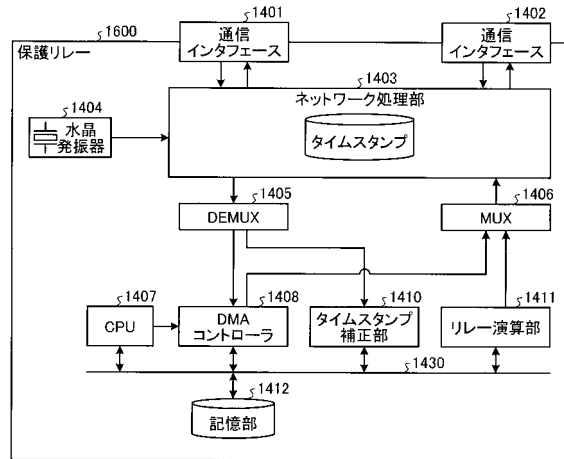 1600
1401
1402
保護リレー
通信
インタフェース
通信
インタフェース
1403
ネットワーク処理部
タイムスタンプ
1404
水晶
発振器
1405
DEMUX
1406
MUX
1407
CPU
1408
DMA
コントローラ
1410
タイムスタンプ
補正部
1411
リレー演算部
1430
1412
記憶部